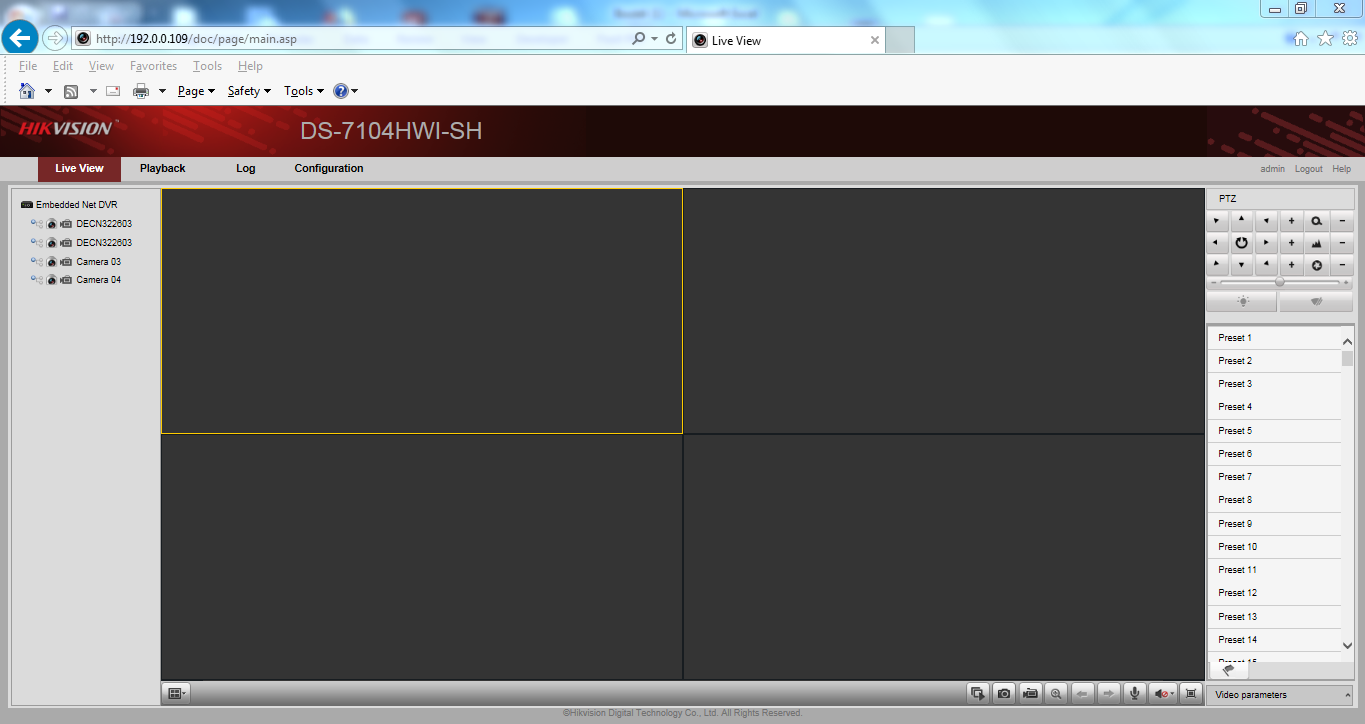 http://192.0.0.109/doc/page/main.asp
Live View
File Edit View Favorites Tools Help
Page Safety Tools
HIKVISION™
DS-7104HWI-SH
Live View Playback Log Configuration
admin Logout Help
Embedded Net DVR
DECN322603
DECN322603
Camera 03
Camera 04
PTZ
Preset 1
Preset 2
Preset 3
Preset 4
Preset 5
Preset 6
Preset 7
Preset 8
Preset 9
Preset 10
Preset 11
Preset 12
Preset 13
Preset 14
Preset 15
Video parameters
©Hikvision Digital Technology Co., Ltd. All Rights Reserved.